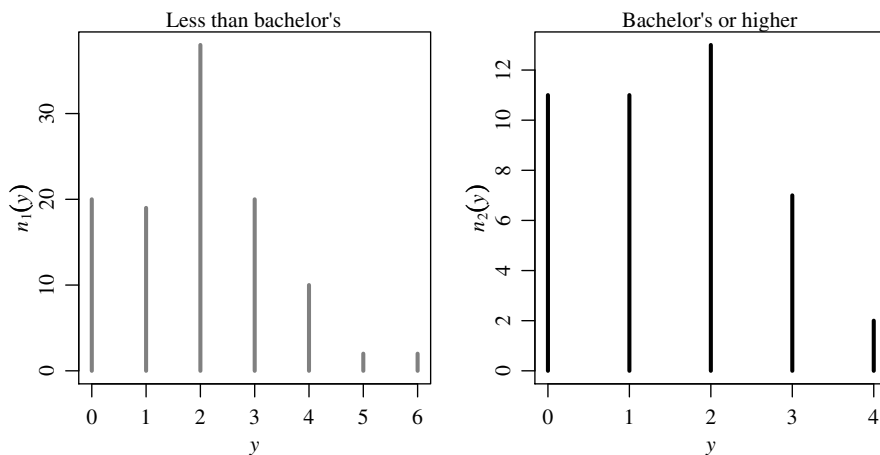 Less than bachelor's
n₁(y)
0 10 20 30
0 1 2 3 4 5 6
y
Bachelor's or higher
n₂(y)
0 2 4 6 8 10 12
0 1 2 3 4
y